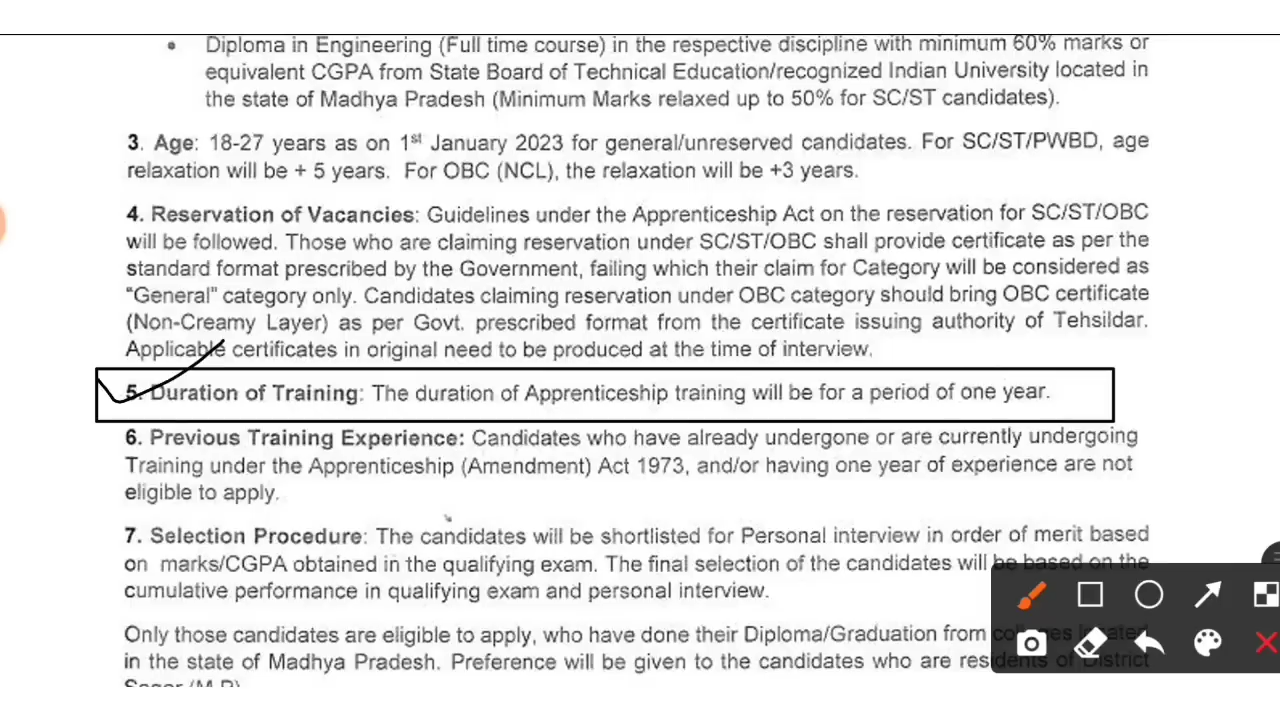 • Diploma in Engineering (Full time course) in the respective discipline with minimum 60% marks or
equivalent CGPA from State Board of Technical Education/recognized Indian University located in
the state of Madhya Pradesh (Minimum Marks relaxed up to 50% for SC/ST candidates).
3. Age: 18-27 years as on 1st January 2023 for general/unreserved candidates. For SC/ST/PWBD, age
relaxation will be + 5 years. For OBC (NCL), the relaxation will be +3 years.
4. Reservation of Vacancies: Guidelines under the Apprenticeship Act on the reservation for SC/ST/OBC
will be followed. Those who are claiming reservation under SC/ST/OBC shall provide certificate as per the
standard format prescribed by the Government, failing which their claim for Category will be considered as
"General" category only. Candidates claiming reservation under OBC category should bring OBC certificate
(Non-Creamy Layer) as per Govt. prescribed format from the certificate issuing authority of Tehsildar.
Applicable certificates in original need to be produced at the time of interview.
5. Duration of Training: The duration of Apprenticeship training will be for a period of one year.
6. Previous Training Experience: Candidates who have already undergone or are currently undergoing
Training under the Apprenticeship (Amendment) Act 1973, and/or having one year of experience are not
eligible to apply.
7. Selection Procedure: The candidates will be shortlisted for Personal interview in order of merit based
on marks/CGPA obtained in the qualifying exam. The final selection of the candidates will be based on the
cumulative performance in qualifying exam and personal interview.
Only those candidates are eligible to apply, who have done their Diploma/Graduation from colleges located
in the state of Madhya Pradesh. Preference will be given to the candidates who are residents of District
Sagar (M.P)